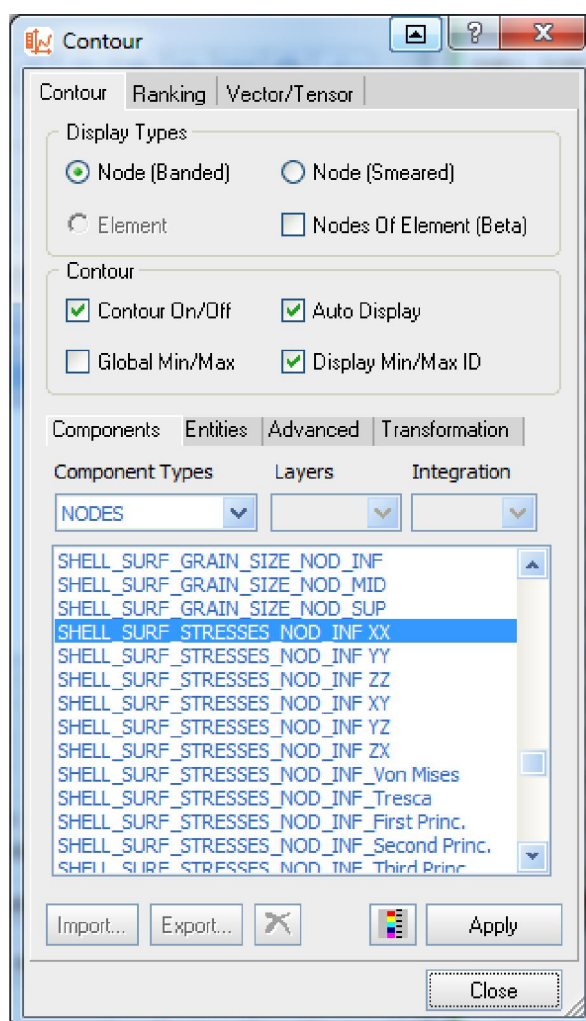 Contour ?
Contour Ranking Vector/Tensor
Display Types
Node (Banded) Node (Smeared)
Element Nodes Of Element (Beta)
Contour
Contour On/Off Auto Display
Global Min/Max Display Min/Max ID
Components Entities Advanced Transformation
Component Types Layers Integration
NODES
SHELL_SURF_GRAIN_SIZE_NOD_INF
SHELL_SURF_GRAIN_SIZE_NOD_MID
SHELL_SURF_GRAIN_SIZE_NOD_SUP
SHELL_SURF_STRESSES_NOD_INF XX
SHELL_SURF_STRESSES_NOD_INF YY
SHELL_SURF_STRESSES_NOD_INF ZZ
SHELL_SURF_STRESSES_NOD_INF XY
SHELL_SURF_STRESSES_NOD_INF YZ
SHELL_SURF_STRESSES_NOD_INF ZX
SHELL_SURF_STRESSES_NOD_INF_Von Mises
SHELL_SURF_STRESSES_NOD_INF_Tresca
SHELL_SURF_STRESSES_NOD_INF_First Princ.
SHELL_SURF_STRESSES_NOD_INF_Second Princ.
SHELL_SURF_STRESSES_NOD_INF_Third Princ.
Import... Export... Apply
Close